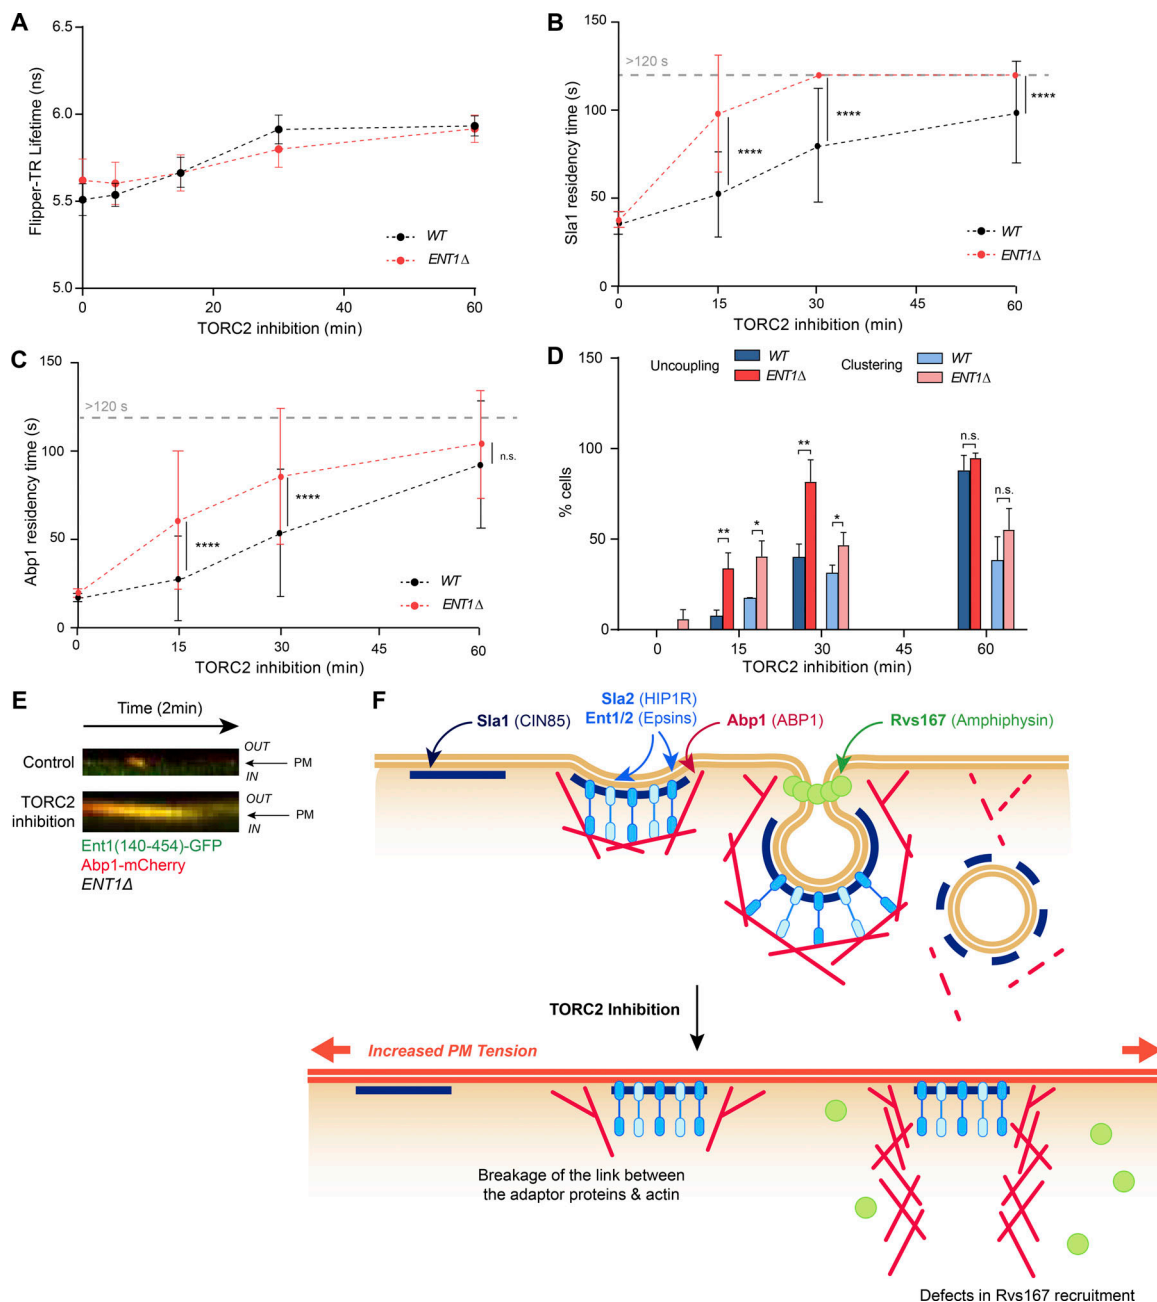 A
6.5
6.0
5.5
5.0
Flipper-TR Lifetime (ns)
WT
ENT1Δ
0
20
40
60
TORC2 inhibition (min)
B
150
100
50
0
Sla1 residency time (s)
>120 s
****
****
****
WT
ENT1Δ
0
15
30
60
TORC2 inhibition (min)
C
150
100
50
0
Abp1 residency time (s)
>120 s
****
****
n.s.
WT
ENT1Δ
0
15
30
45
60
TORC2 inhibition (min)
D
150
100
50
0
% cells
Uncoupling
WT
ENT1Δ
Clustering
WT
ENT1Δ
**
*
**
*
n.s.
n.s.
0
15
30
45
60
TORC2 inhibition (min)
E
Time (2min)
Control
OUT
IN
PM
TORC2
inhibition
OUT
IN
PM
Ent1(140-454)-GFP
Abp1-mCherry
ENT1Δ
F
Sla1 (CIN85)
Sla2 (HIP1R)
Ent1/2 (Epsins)
Abp1 (ABP1)
Rvs167 (Amphiphysin)
TORC2 Inhibition
Increased PM Tension
Breakage of the link between
the adaptor proteins & actin
Defects in Rvs167 recruitment